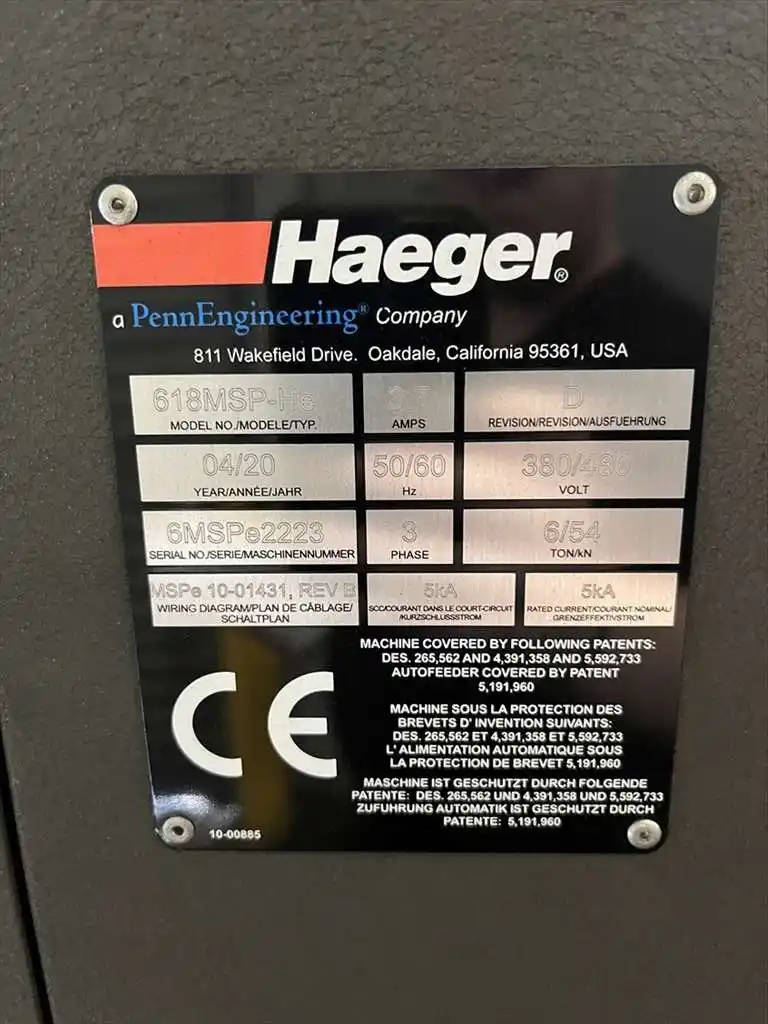 Haeger®
a PennEngineering® Company
811 Wakefield Drive. Oakdale, California 95361, USA
618MSP-He
MODEL NO./MODELE/TYP.
AMPS
D
REVISION/REVISION/AUSFUEHRUNG
04/20
YEAR/ANNÉE/JAHR
50/60
Hz
380/480
VOLT
6MSPe2223
SERIAL NO./SERIE/MASCHINENNUMMER
3
PHASE
6/54
TON/kN
MSPe 10-01431, REV B
WIRING DIAGRAM/PLAN DE CÂBLAGE/
SCHALTPLAN
5kA
SCC/COURANT DANS LE COURT-CIRCUIT
/KURZSCHLUSSSTROM
5kA
RATED CURRENT/COURANT NOMINAL/
GRENZEFFEKTIVSTROM
CE
MACHINE COVERED BY FOLLOWING PATENTS:
DES. 265,562 AND 4,391,358 AND 5,592,733
AUTOFEEDER COVERED BY PATENT
5,191,960
MACHINE SOUS LA PROTECTION DES
BREVETS D' INVENTION SUIVANTS:
DES. 265,562 ET 4,391,358 ET 5,592,733
L' ALIMENTATION AUTOMATIQUE SOUS
LA PROTECTION DE BREVET 5,191,960
MASCHINE IST GESCHUTZT DURCH FOLGENDE
PATENTE: DES. 265,562 UND 4,391,358 UND 5,592,733
ZUFUHRUNG AUTOMATIK IST GESCHUTZT DURCH
PATENTE: 5,191,960
10-00885